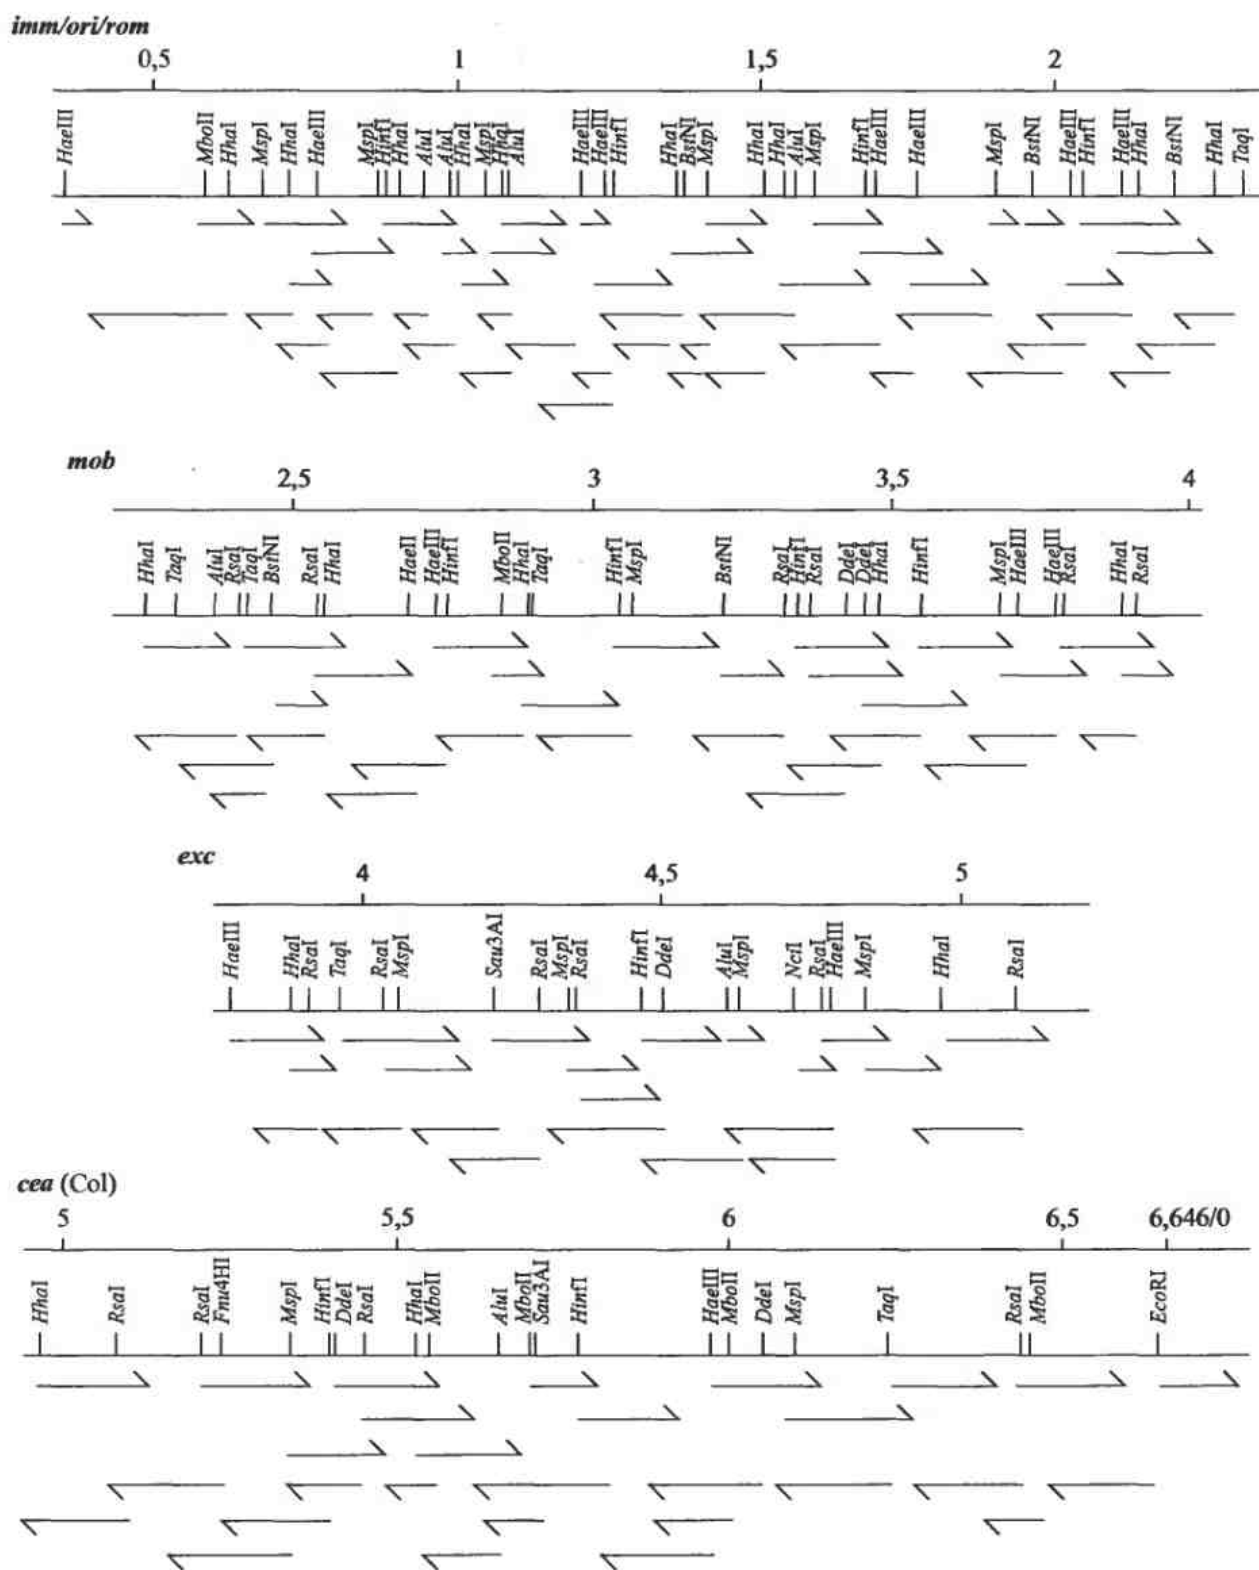 imm/ori/rom
0,5 1 1,5 2
HaeIII MboII HhaI MspI HhaI HaeIII MspI HinfI HhaI AluI AluI HhaI MspI HhaI AluI HaeIII HaeIII HinfI HhaI BstNI MspI HhaI HhaI AluI MspI HinfI HaeIII HaeIII MspI BstNI HaeIII HinfI HaeIII HhaI BstNI HhaI TaqI
mob
2,5 3 3,5 4
HhaI TaqI AluI RsaI TaqI BstNI RsaI HhaI HaeII HaeIII HinfI MboII HhaI TaqI HinfI MspI BstNI RsaI HinfI RsaI DdeI DdeI HhaI HinfI MspI HaeIII HaeIII RsaI HhaI RsaI
exc
4 4,5 5
HaeIII HhaI RsaI TaqI RsaI MspI Sau3AI RsaI MspI RsaI HinfI DdeI AluI MspI NciI RsaI HaeIII MspI HhaI RsaI
cea (Col)
5 5,5 6 6,5 6,646/0
HhaI RsaI RsaI Fnu4HI MspI HinfI DdeI RsaI HhaI MboII AluI MboII Sau3AI HinfI HaeIII MboII DdeI MspI TaqI RsaI MboII EcoRI